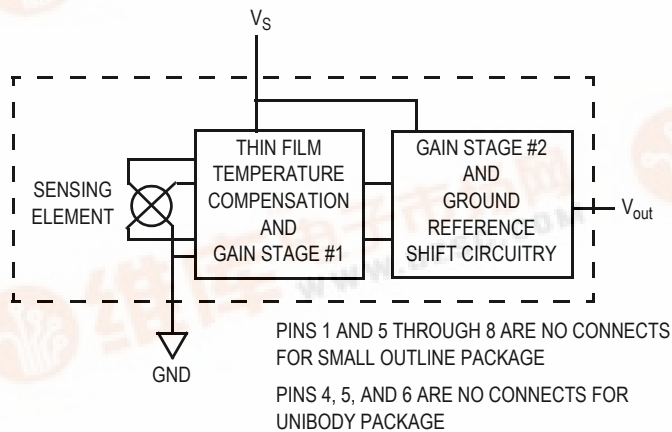 V_S
SENSING
ELEMENT
THIN FILM
TEMPERATURE
COMPENSATION
AND
GAIN STAGE #1
GAIN STAGE #2
AND
GROUND
REFERENCE
SHIFT CIRCUITRY
V_out
GND
PINS 1 AND 5 THROUGH 8 ARE NO CONNECTS
FOR SMALL OUTLINE PACKAGE
PINS 4, 5, AND 6 ARE NO CONNECTS FOR
UNIBODY PACKAGE